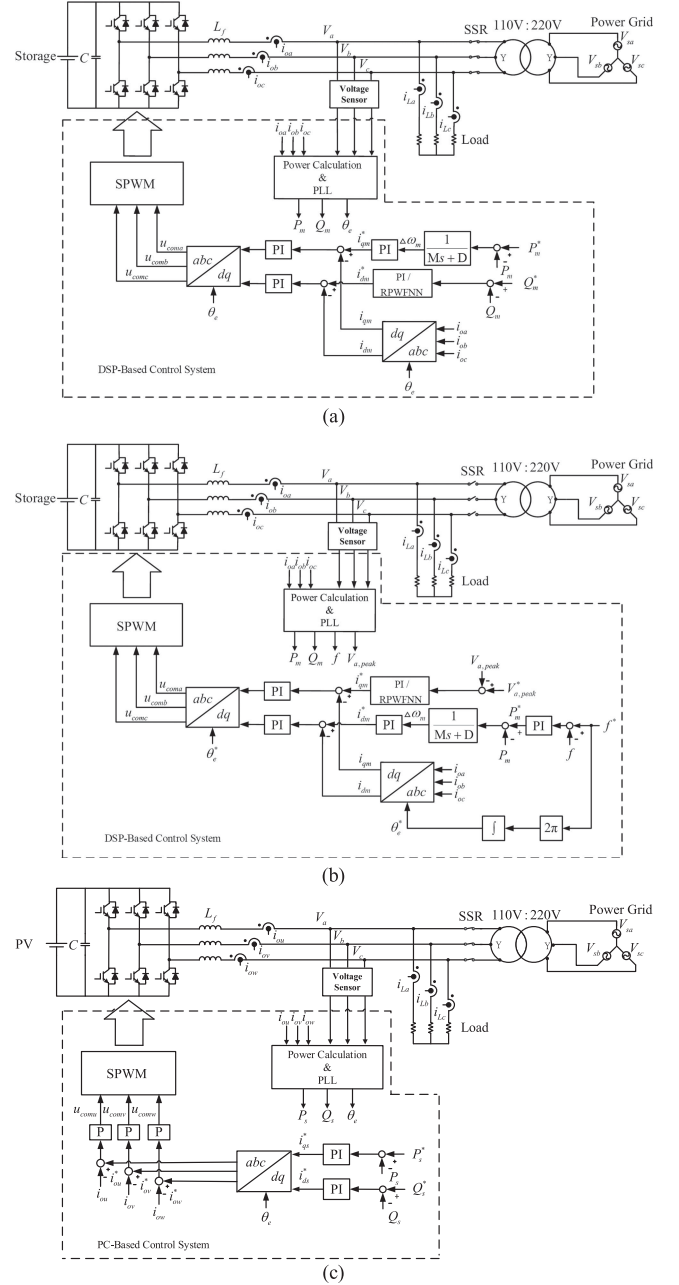 L_f
V_a
SSR
110V : 220V
Power Grid
V_sa
Storage
C
i_oa
V_b
Y
Y
V_sb
V_sc
i_ob
V_c
i_oc
Voltage
Sensor
i_La
i_Lb
i_Lc
Load
i_oa i_ob i_oc
SPWM
Power Calculation
&
PLL
P_m Q_m θ_e
u_coma
u_comb
u_comc
abc
dq
θ_e
PI
PI
i*_qm
PI
Δω_m
1
Ms + D
P*_m
P_m
i*_dm
PI /
RPWFNN
Q*_m
Q_m
i_qm
i_dm
dq
abc
i_oa
i_ob
i_oc
θ_e
DSP-Based Control System
(a)
L_f
V_a
SSR
110V : 220V
Power Grid
V_sa
Storage
C
i_oa
V_b
Y
Y
V_sb
V_sc
i_ob
V_c
i_oc
Voltage
Sensor
i_La
i_Lb
i_Lc
Load
i_oa i_ob i_oc
SPWM
Power Calculation
&
PLL
P_m Q_m f V_a,peak
u_coma
u_comb
u_comc
abc
dq
θ*_e
PI
PI
i*_qm
PI /
RPWFNN
V_a,peak
V*_a,peak
i*_dm
PI
Δω_m
1
Ms + D
P*_m
P_m
PI
f
f*
i_qm
i_dm
dq
abc
i_oa
i_ob
i_oc
θ*_e
∫
2π
DSP-Based Control System
(b)
L_f
V_a
SSR
110V : 220V
Power Grid
V_sa
PV
C
i_ou
V_b
Y
Y
V_sb
V_sc
i_ov
V_c
i_ow
Voltage
Sensor
i_La
i_Lb
i_Lc
Load
i_ou i_ov i_ow
SPWM
Power Calculation
&
PLL
P_s Q_s θ_e
u_comu u_comv u_comw
P P P
i*_ou
i*_ov
i*_ow
i_ou
i_ov
i_ow
abc
dq
θ_e
i*_qs
PI
P*_s
P_s
i*_ds
PI
Q*_s
Q_s
PC-Based Control System
(c)